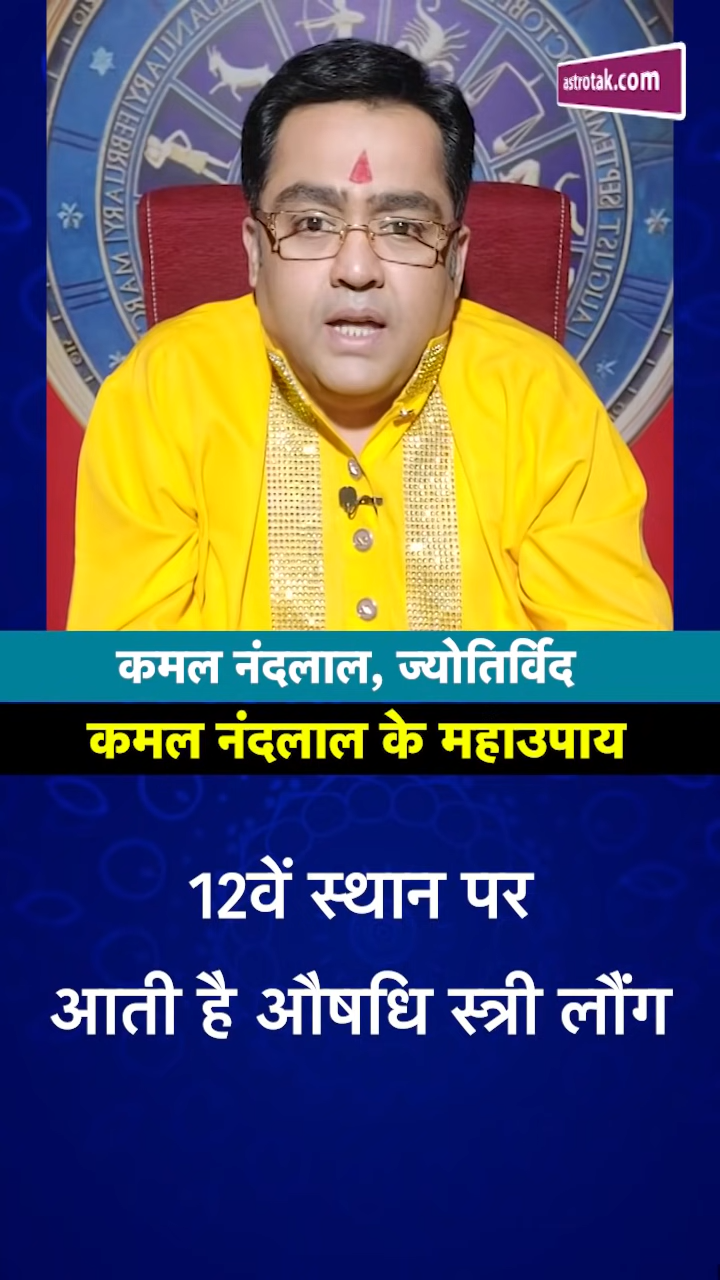 astrotak.com
कमल नंदलाल, ज्योतिर्विद
कमल नंदलाल के महाउपाय
12वें स्थान पर
आती है औषधि स्त्री लौंग